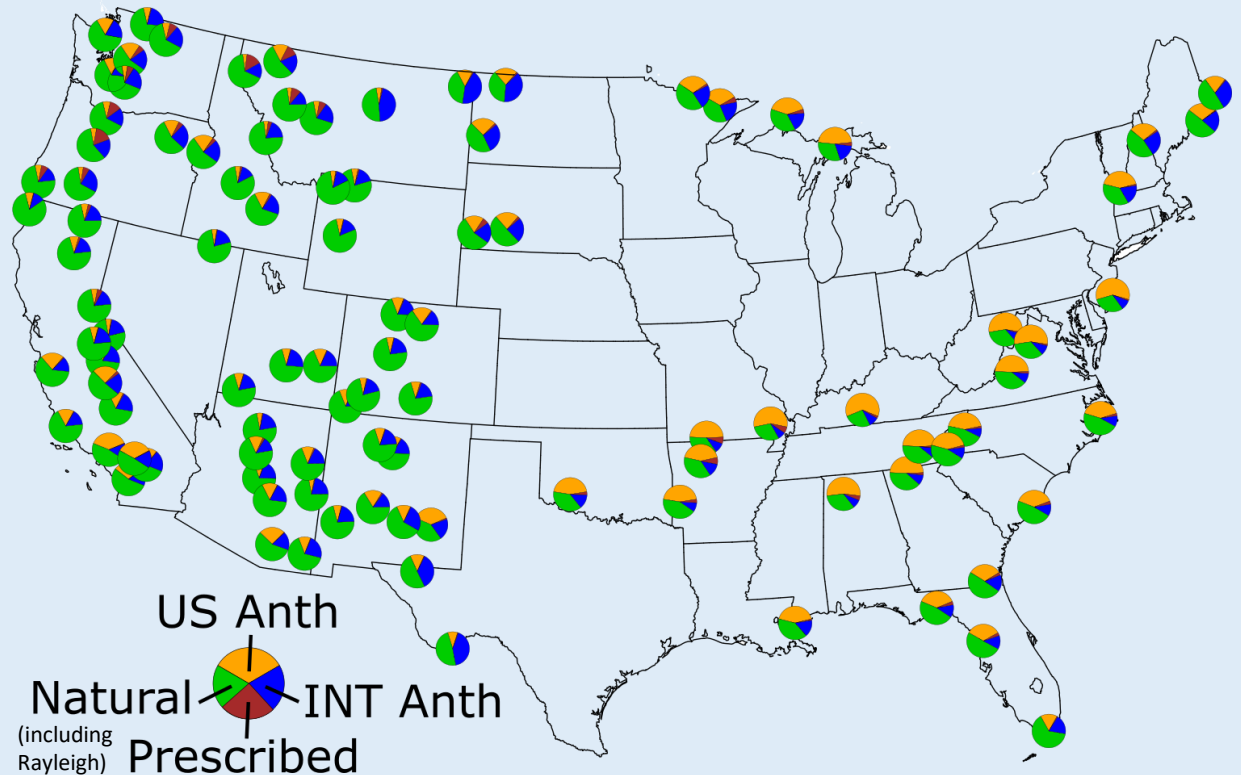 US Anth
Natural
INT Anth
(including
Rayleigh)
Prescribed